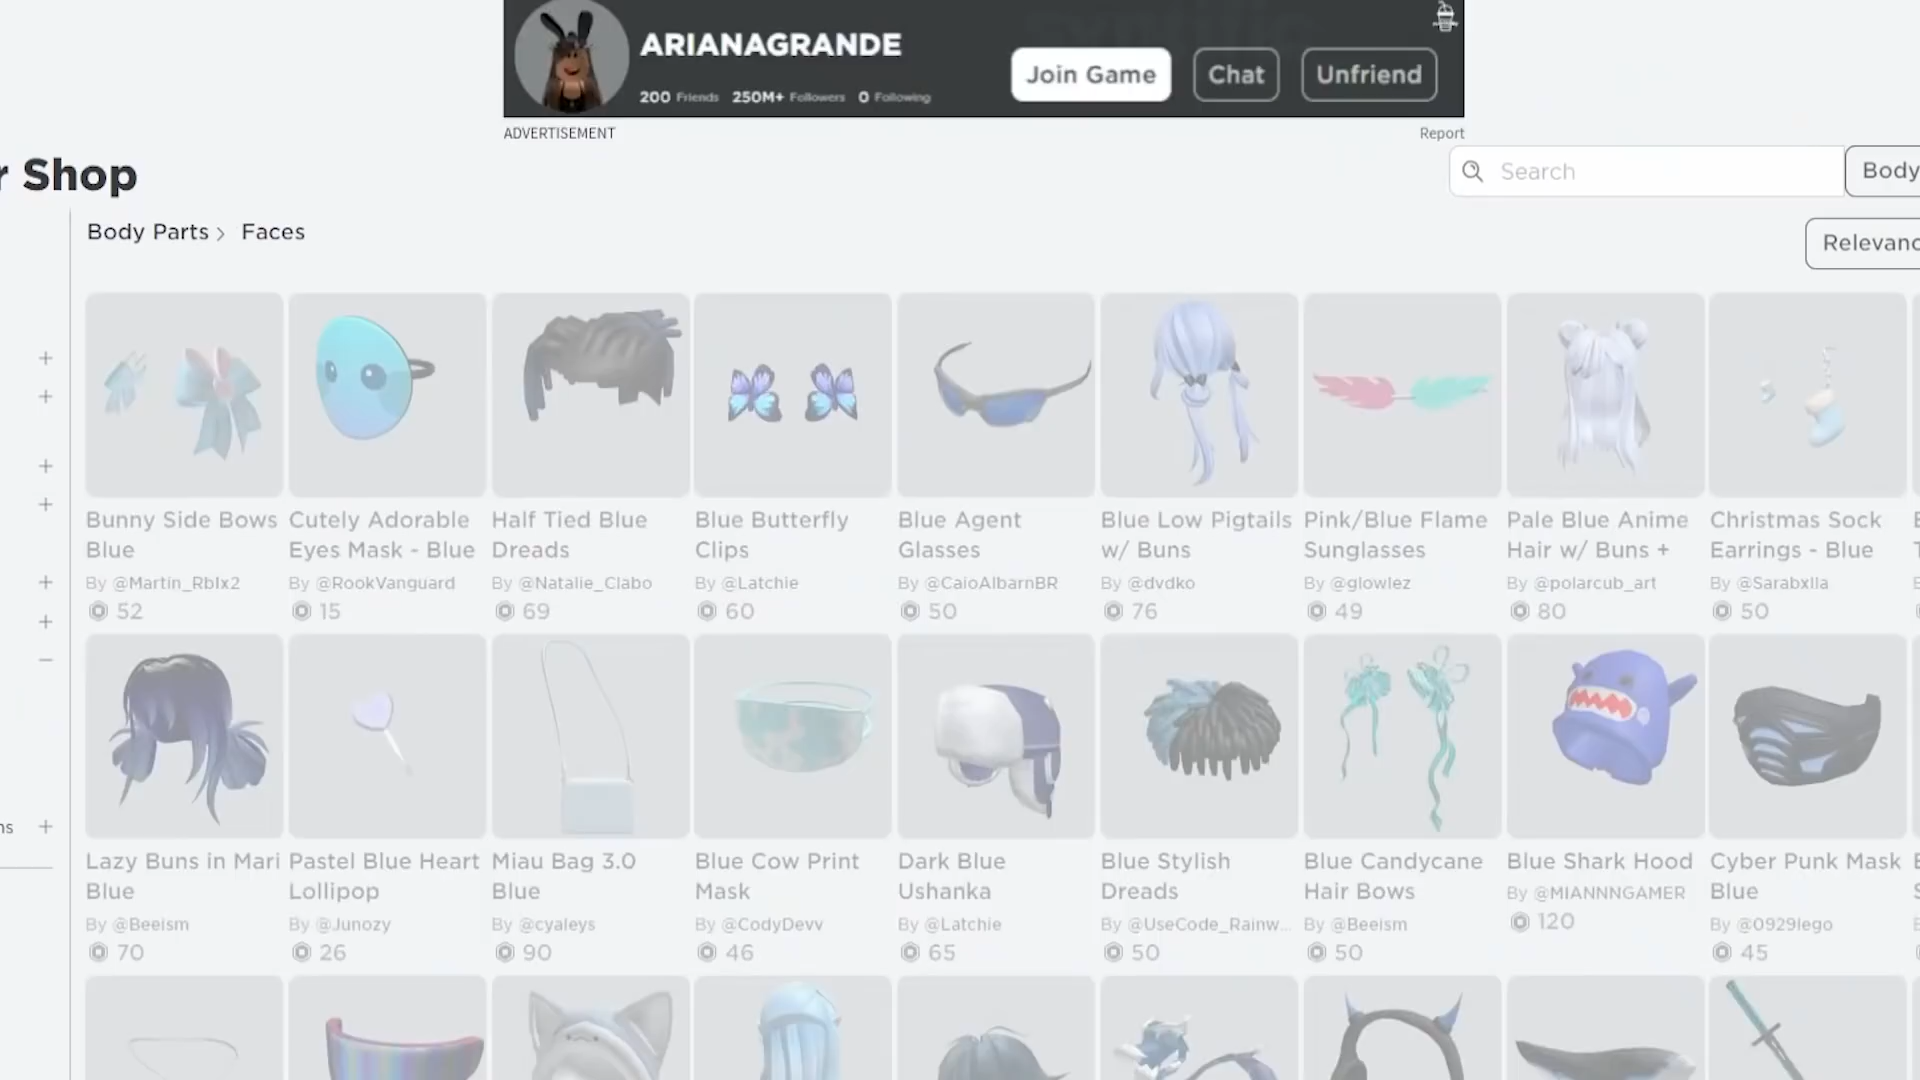 ARIANAGRANDE
200 Friends 250M+ Followers 0 Following
Join Game
Chat
Unfriend
ADVERTISEMENT
Report
r Shop
Search
Body
Body Parts > Faces
Relevanc
Bunny Side Bows
Blue
By @Martin_Rblx2
52
Cutely Adorable
Eyes Mask - Blue
By @RookVanguard
15
Half Tied Blue
Dreads
By @Natalie_Clabo
69
Blue Butterfly
Clips
By @Latchie
60
Blue Agent
Glasses
By @CaioAlbarnBR
50
Blue Low Pigtails
w/ Buns
By @dvdko
76
Pink/Blue Flame
Sunglasses
By @glowlez
49
Pale Blue Anime
Hair w/ Buns +
By @polarcub_art
80
Christmas Sock
Earrings - Blue
By @Sarabxlla
50
Lazy Buns in Mari
Blue
By @Beeism
70
Pastel Blue Heart
Lollipop
By @Junozy
26
Miau Bag 3.0
Blue
By @cyaleys
90
Blue Cow Print
Mask
By @CodyDevv
46
Dark Blue
Ushanka
By @Latchie
65
Blue Stylish
Dreads
By @UseCode_Rainw...
50
Blue Candycane
Hair Bows
By @Beeism
50
Blue Shark Hood
By @MIANNNGAMER
120
Cyber Punk Mask
Blue
By @0929lego
45
ns